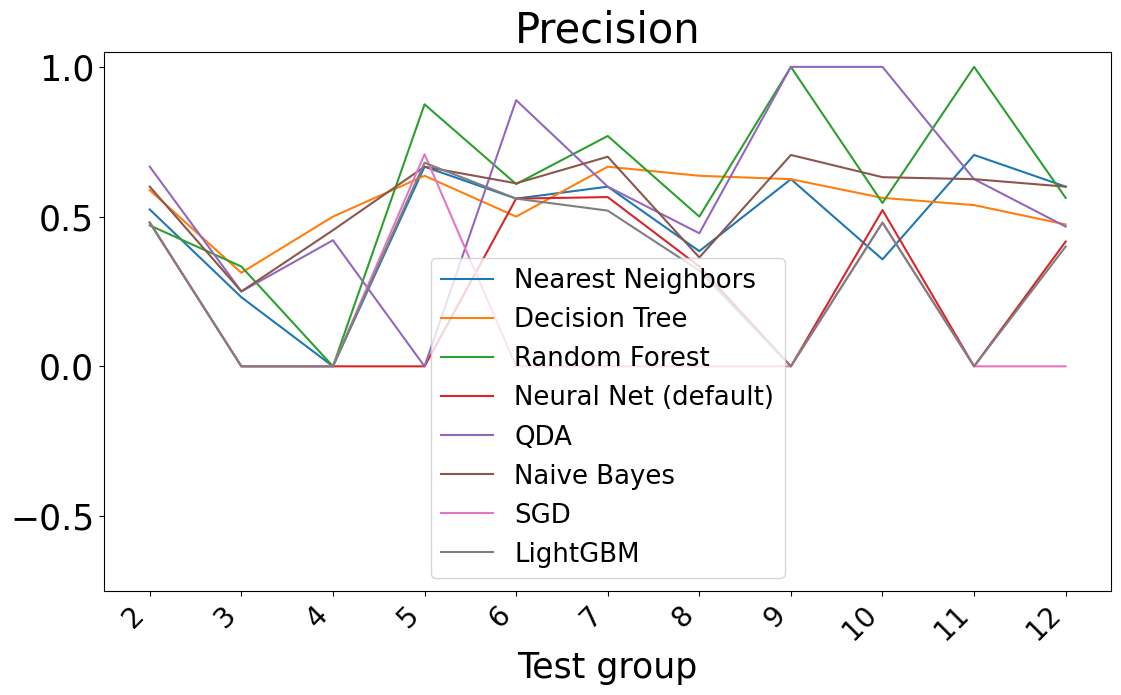 Precision
1.0
0.5
0.0
−0.5
Nearest Neighbors
Decision Tree
Random Forest
Neural Net (default)
QDA
Naive Bayes
SGD
LightGBM
2 3 4 5 6 7 8 9 10 11 12
Test group